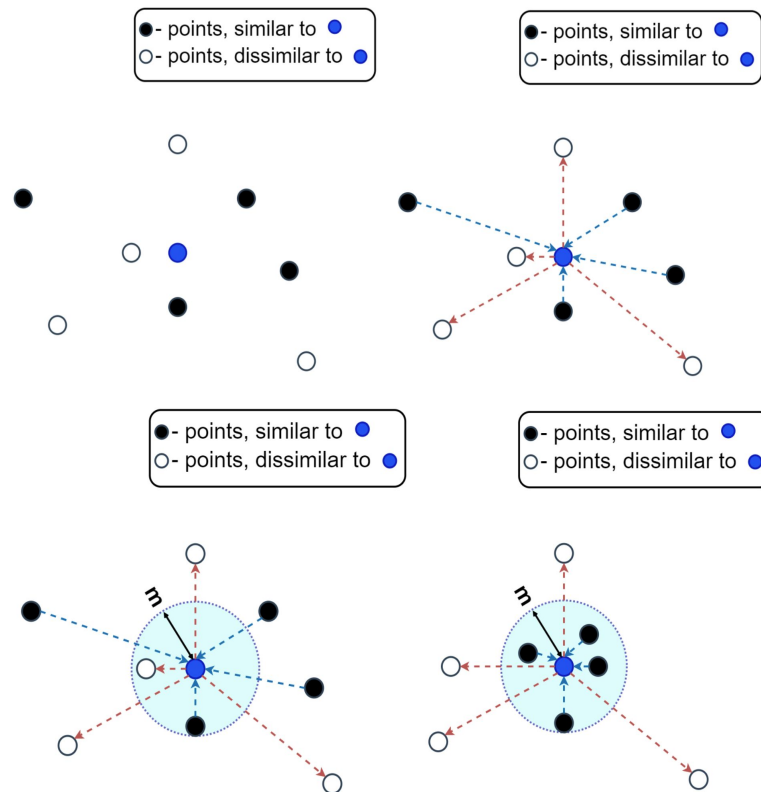 - points, similar to
- points, dissimilar to
- points, similar to
- points, dissimilar to
- points, similar to
- points, dissimilar to
- points, similar to
- points, dissimilar to
m
m